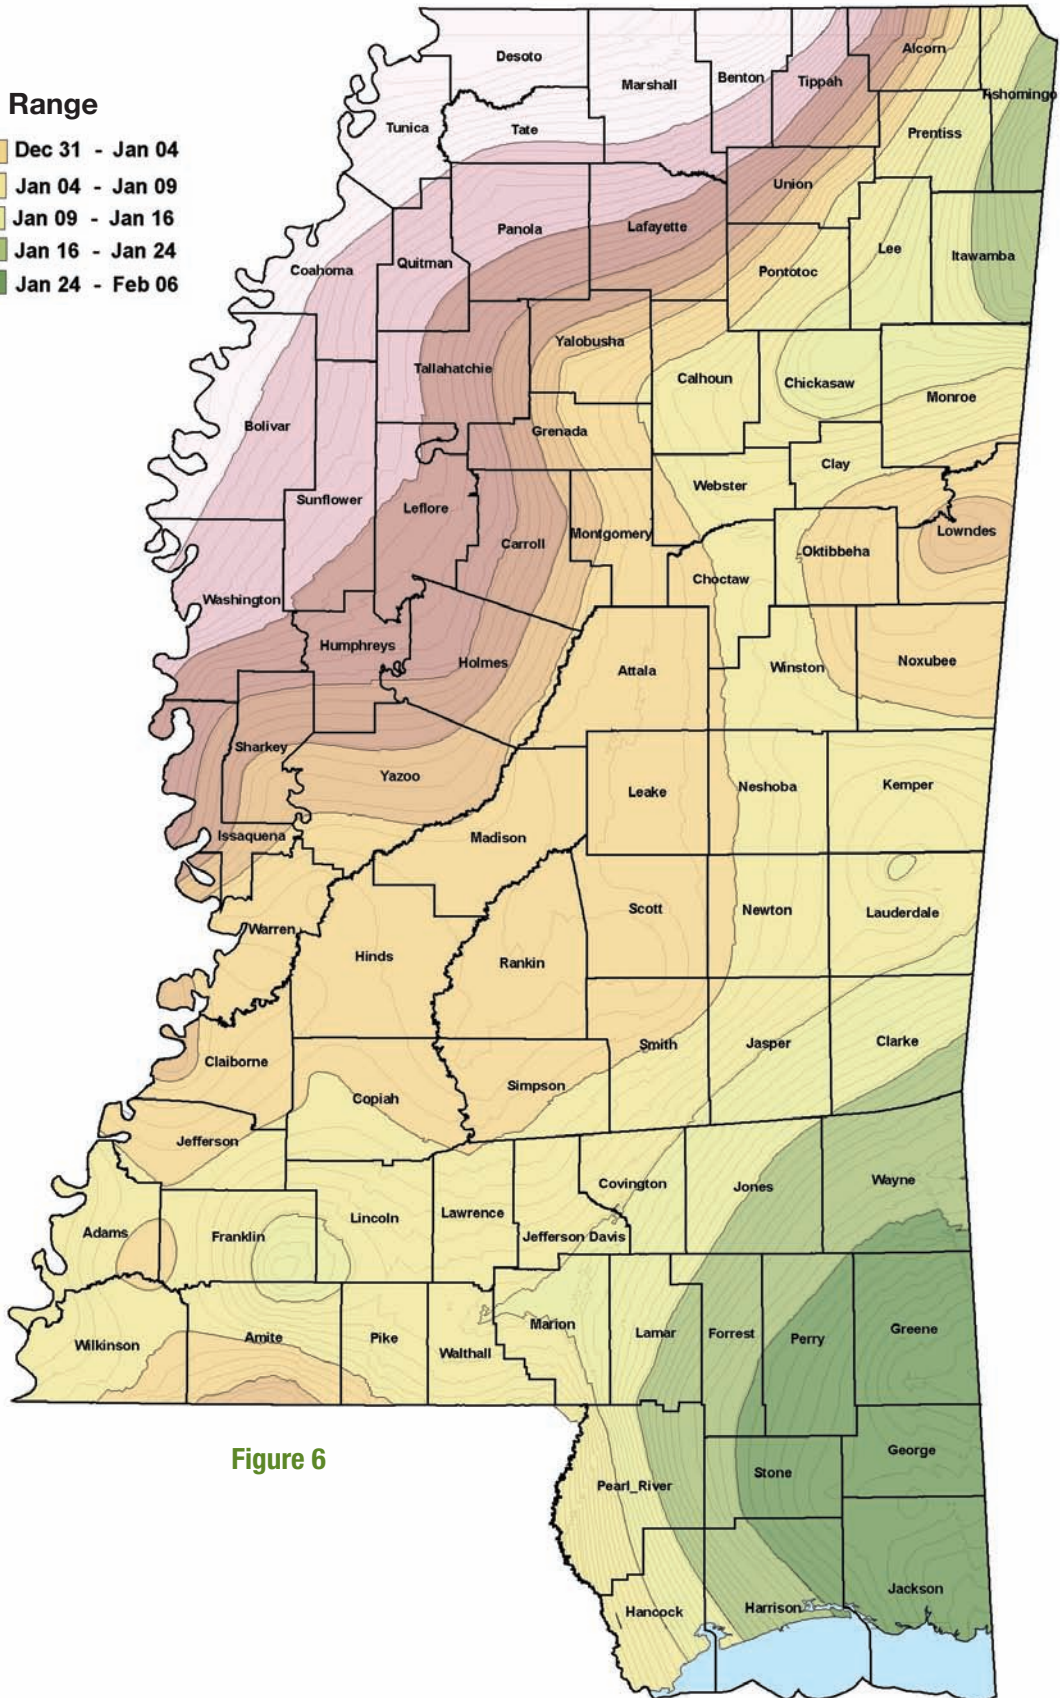 Range
Dec 31 - Jan 04
Jan 04 - Jan 09
Jan 09 - Jan 16
Jan 16 - Jan 24
Jan 24 - Feb 06
Desoto
Marshall
Benton
Tippah
Alcorn
Tishomingo
Tunica
Tate
Prentiss
Union
Panola
Lafayette
Lee
Itawamba
Coahoma
Quitman
Pontotoc
Yalobusha
Tallahatchie
Calhoun
Chickasaw
Monroe
Bolivar
Grenada
Clay
Webster
Sunflower
Leflore
Carroll
Montgomery
Oktibbeha
Lowndes
Choctaw
Washington
Humphreys
Holmes
Attala
Winston
Noxubee
Sharkey
Yazoo
Leake
Neshoba
Kemper
Issaquena
Madison
Warren
Hinds
Rankin
Scott
Newton
Lauderdale
Claiborne
Copiah
Simpson
Smith
Jasper
Clarke
Jefferson
Adams
Franklin
Lincoln
Lawrence
Jefferson Davis
Covington
Jones
Wayne
Wilkinson
Amite
Pike
Walthall
Marion
Lamar
Forrest
Perry
Greene
Figure 6
Pearl_River
Stone
George
Hancock
Harrison
Jackson